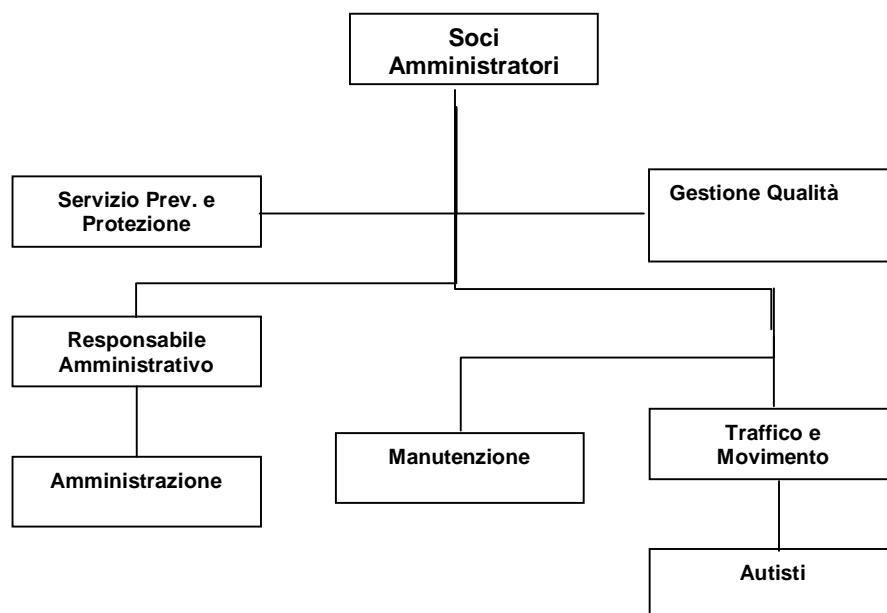 Soci
Amministratori
Servizio Prev. e
Protezione
Gestione Qualità
Responsabile
Amministrativo
Amministrazione
Manutenzione
Traffico e
Movimento
Autisti